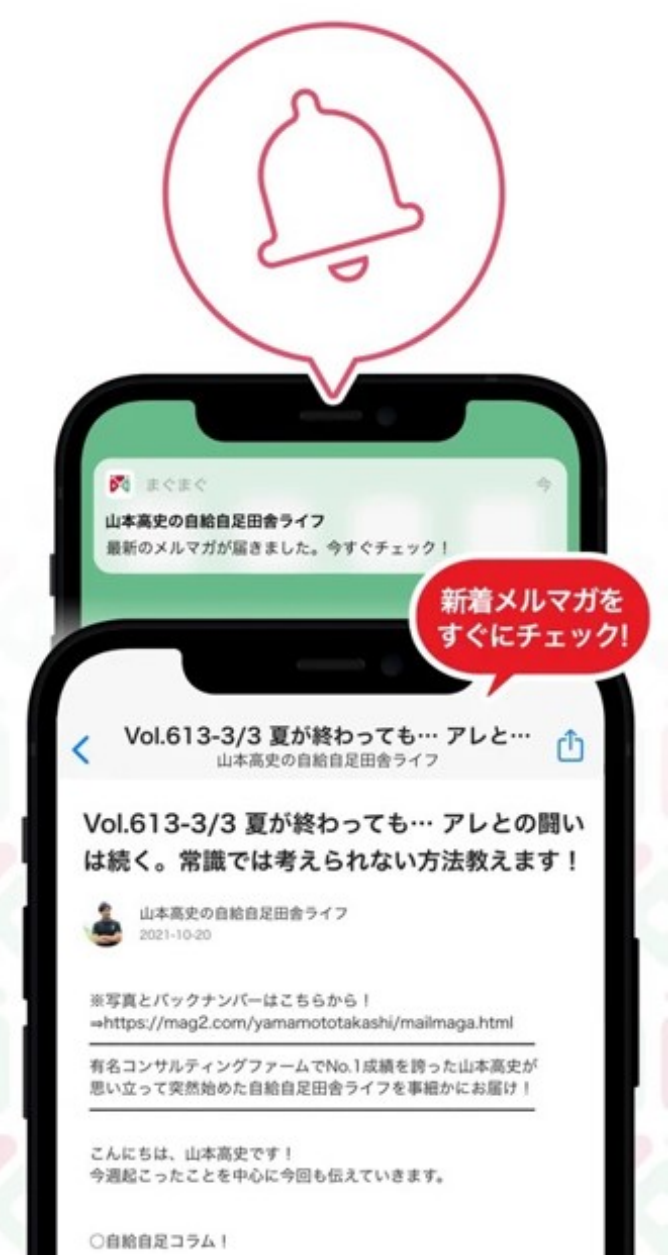 まぐまぐ
今
山本高史の自給自足田舎ライフ
最新のメルマガが届きました。今すぐチェック！
新着メルマガを
すぐにチェック!
Vol.613-3/3 夏が終わっても… アレと…
山本高史の自給自足田舎ライフ
Vol.613-3/3 夏が終わっても… アレとの闘い
は続く。常識では考えられない方法教えます！
山本高史の自給自足田舎ライフ
2021-10-20
※写真とバックナンバーはこちらから！
⇒https://mag2.com/yamamototakashi/mailmaga.html
有名コンサルティングファームでNo.1成績を誇った山本高史が
思い立って突然始めた自給自足田舎ライフを事細かにお届け！
こんにちは、山本高史です！
今週起こったことを中心に今回も伝えていきます。
○自給自足コラム！